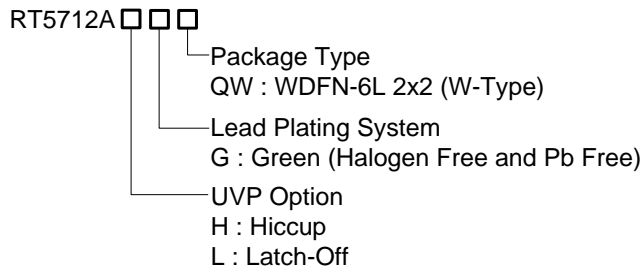 RT5712A
Package Type
QW : WDFN-6L 2x2 (W-Type)
Lead Plating System
G : Green (Halogen Free and Pb Free)
UVP Option
H : Hiccup
L : Latch-Off